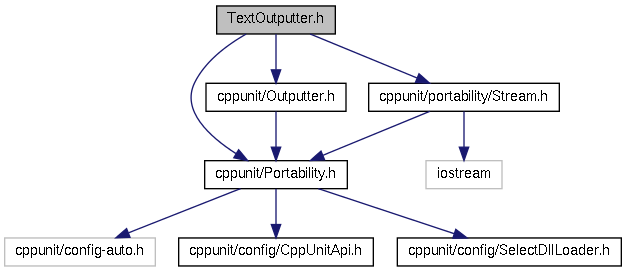 TextOutputter.h
cppunit/Outputter.h
cppunit/portability/Stream.h
cppunit/Portability.h
iostream
cppunit/config-auto.h
cppunit/config/CppUnitApi.h
cppunit/config/SelectDllLoader.h